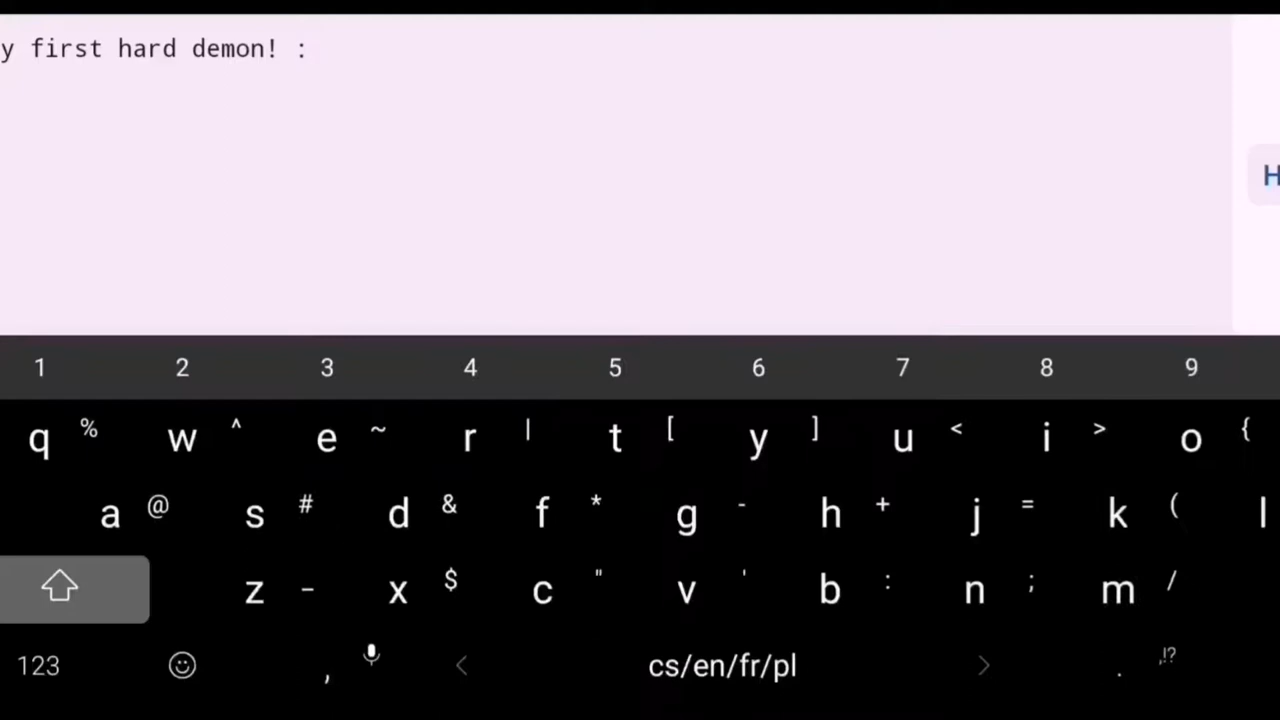 y first hard demon! :
H
1 2 3 4 5 6 7 8 9
q % w ^ e ~ r | t [ y ] u < i > o {
a @ s # d & f * g - h + j = k ( l
z _ x $ c " v ' b : n ; m /
123 , < cs/en/fr/pl > . ,!?